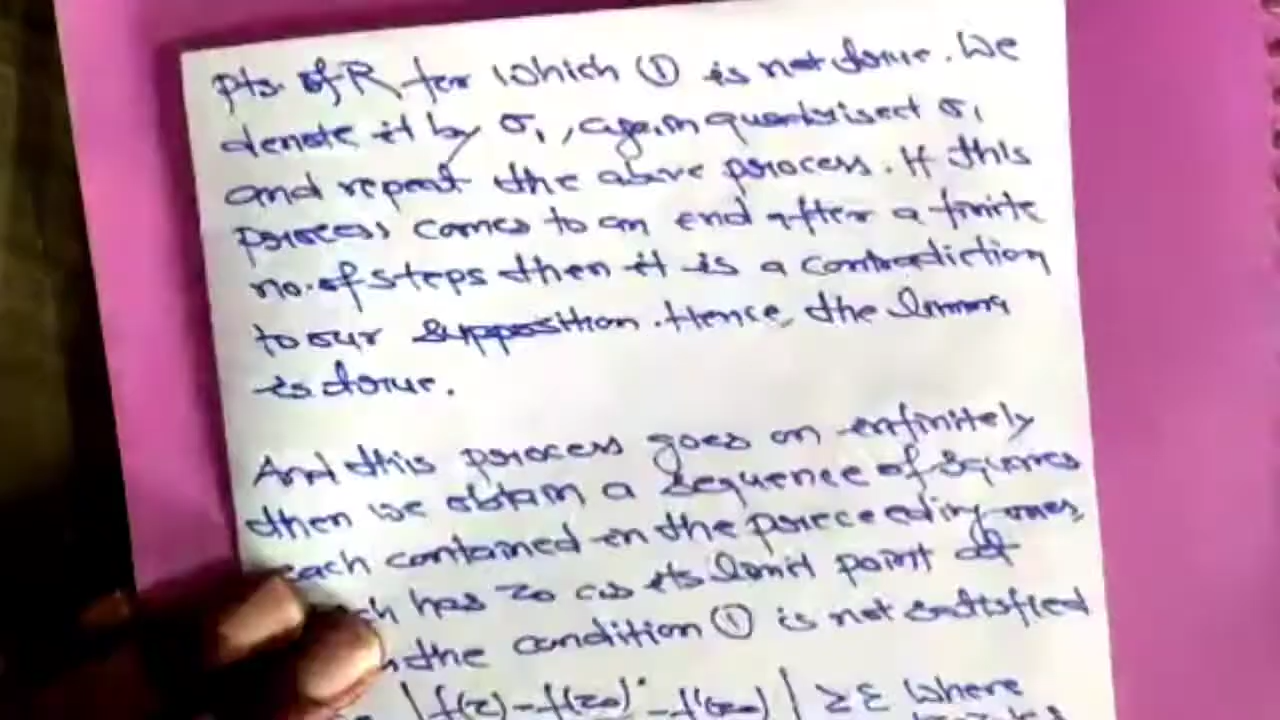 pts. of R for which ① is not true. We
denote it by σ₁, again quadrisect σ₁
and repeat the above process. If this
process comes to an end after a finite
no. of steps then it is a contradiction
to our supposition. Hence, the lemma
is true.
And this process goes on infinitely
then we obtain a sequence of squares
each contained in the preceeding ones,
has z₀ as its limit point at
the condition ① is not satisfied
| f(z) - f(z₀) - f'(z₀) | ≥ ε where